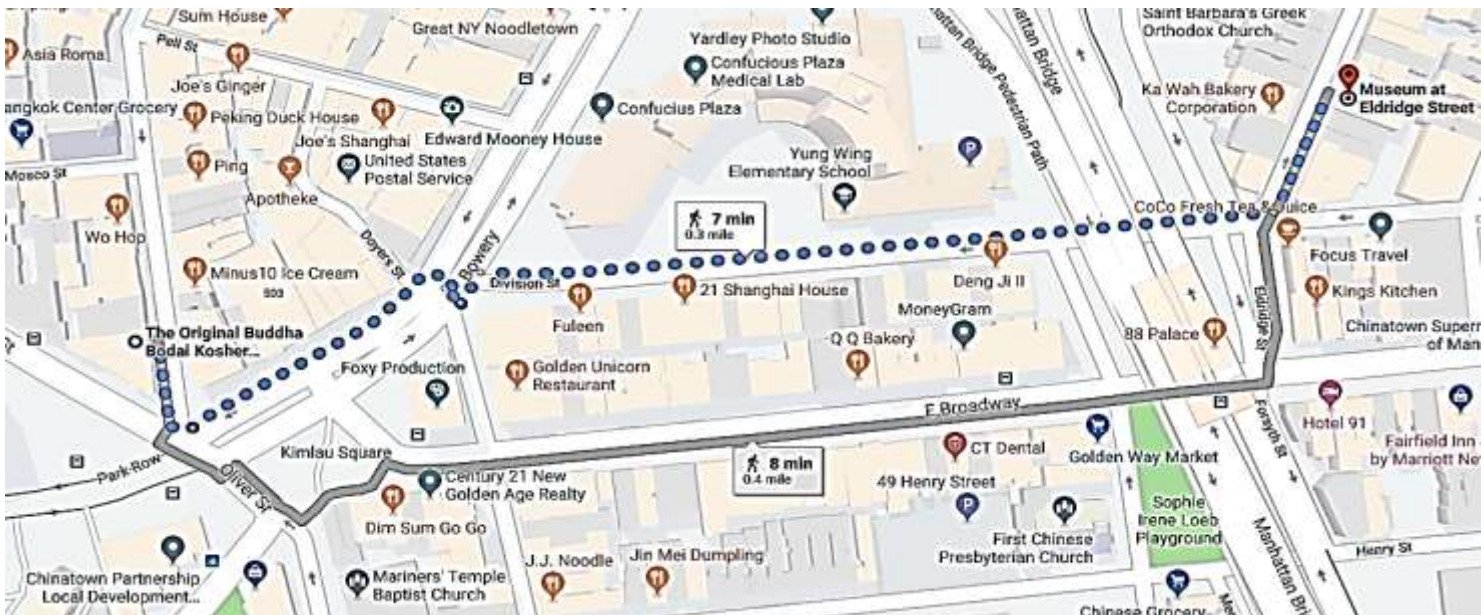 Sum House
Great NY Noodletown
Yardley Photo Studio
Saint Barbara's Greek
Orthodox Church
Manhattan Bridge
Manhattan Bridge Pedestrian Path
Asia Roma
Pell St
Joe's Ginger
Confucious Plaza
Medical Lab
Museum at
Eldridge Street
Ka Wah Bakery
Corporation
angkok Center Grocery
Peking Duck House
Confucius Plaza
Joe's Shanghai
Edward Mooney House
P
Mosco St
Ping
United States
Postal Service
Yung Wing
Elementary School
Apotheke
7 min
0.3 mile
CoCo Fresh Tea & Juice
Wo Hop
Doyers St
Bowery
Minus10 Ice Cream
Division St
Deng Ji II
Focus Travel
21 Shanghai House
Kings Kitchen
Fuleen
MoneyGram
Eldridge St
The Original Buddha
Bodai Kosher...
88 Palace
Chinatown Superr
of Man
Q Q Bakery
Foxy Production
Golden Unicorn
Restaurant
E Broadway
Forsyth St
Hotel 91
Kimlau Square
CT Dental
Golden Way Market
Fairfield Inn
by Marriott Ne
Park Row
Oliver St
8 min
0.4 mile
Century 21 New
Golden Age Realty
49 Henry Street
P
Dim Sum Go Go
Sophie
Irene Loeb
Playground
Manhattan Bri
First Chinese
Presbyterian Church
Henry St
Chinatown Partnership
Local Development...
Mariners' Temple
Baptist Church
J.J. Noodle
Jin Mei Dumpling
Chinese Grocery